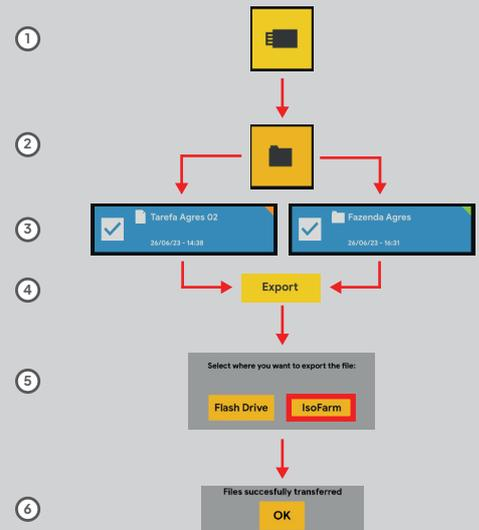 1
2
3
Tarefa Agres 02
26/06/23 - 14:38
Fazenda Agres
26/06/23 - 16:31
4
Export
5
Select where you want to export the file:
Flash Drive
IsoFarm
Files succesfully transferred
6
OK